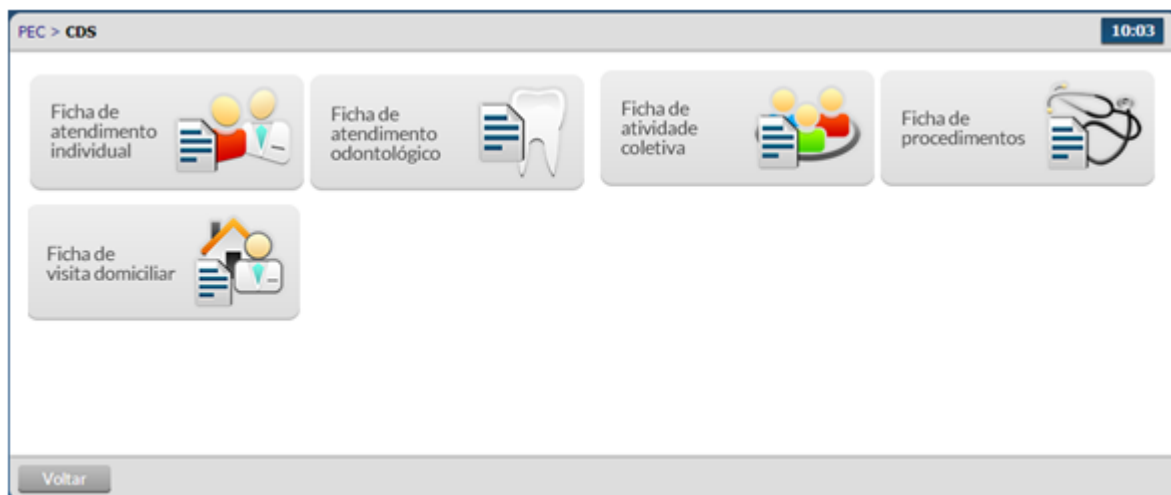 PEC > CDS
10:03
Ficha de
atendimento
individual
Ficha de
atendimento
odontológico
Ficha de
atividade
coletiva
Ficha de
procedimentos
Ficha de
visita domiciliar
Voltar